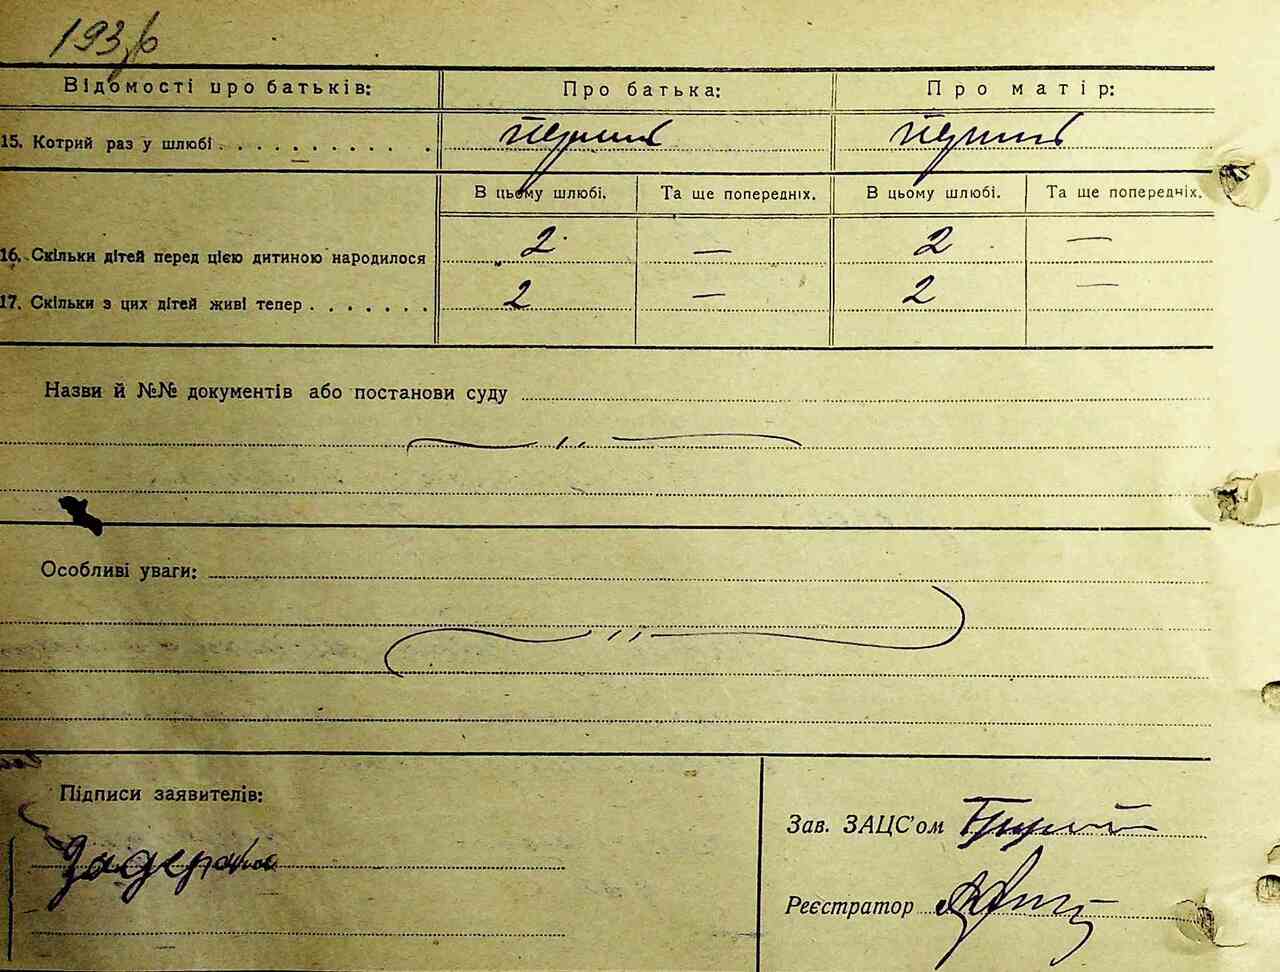 193
Відомості про батьків: Про батька: Про матір:
15. Котрий раз у шлюбі . . . . . . . . . . . перший перший
В цьому шлюбі. Та ще попередніх. В цьому шлюбі. Та ще попередніх.
16. Скільки дітей перед цією дитиною народилося 2 — 2 —
17. Скільки з цих дітей живі тепер . . . . . . . 2 — 2 —
Назви й №№ документів або постанови суду
Особливі уваги:
Підписи заявителів:
Зав. ЗАЦС'ом
Реєстратор